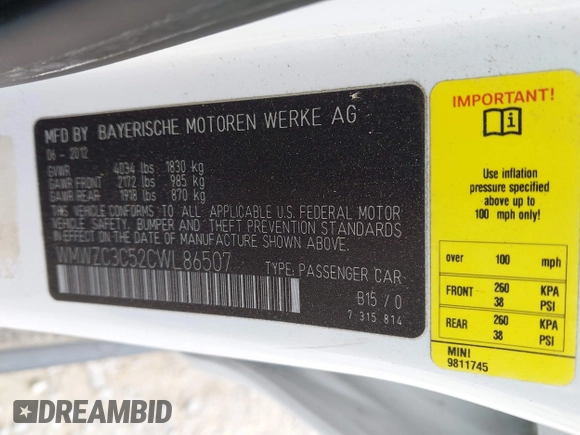 MFD BY BAYERISCHE MOTOREN WERKE AG
06 - 2012
GVWR 4034 lbs 1830 kg
GAWR FRONT 2172 lbs 985 kg
GAWR REAR 1918 lbs 870 kg
THIS VEHICLE CONFORMS TO ALL APPLICABLE U.S. FEDERAL MOTOR
VEHICLE SAFETY, BUMPER AND THEFT PREVENTION STANDARDS
IN EFFECT ON THE DATE OF MANUFACTURE SHOWN ABOVE.
WMWZC3C52CWL86507
TYPE: PASSENGER CAR
B15 / 0
7 315 814
IMPORTANT!
Use inflation
pressure specified
above up to
100 mph only!
over 100 mph
FRONT 260 KPA
38 PSI
REAR 260 KPA
38 PSI
MINI
9811745
DREAMBID